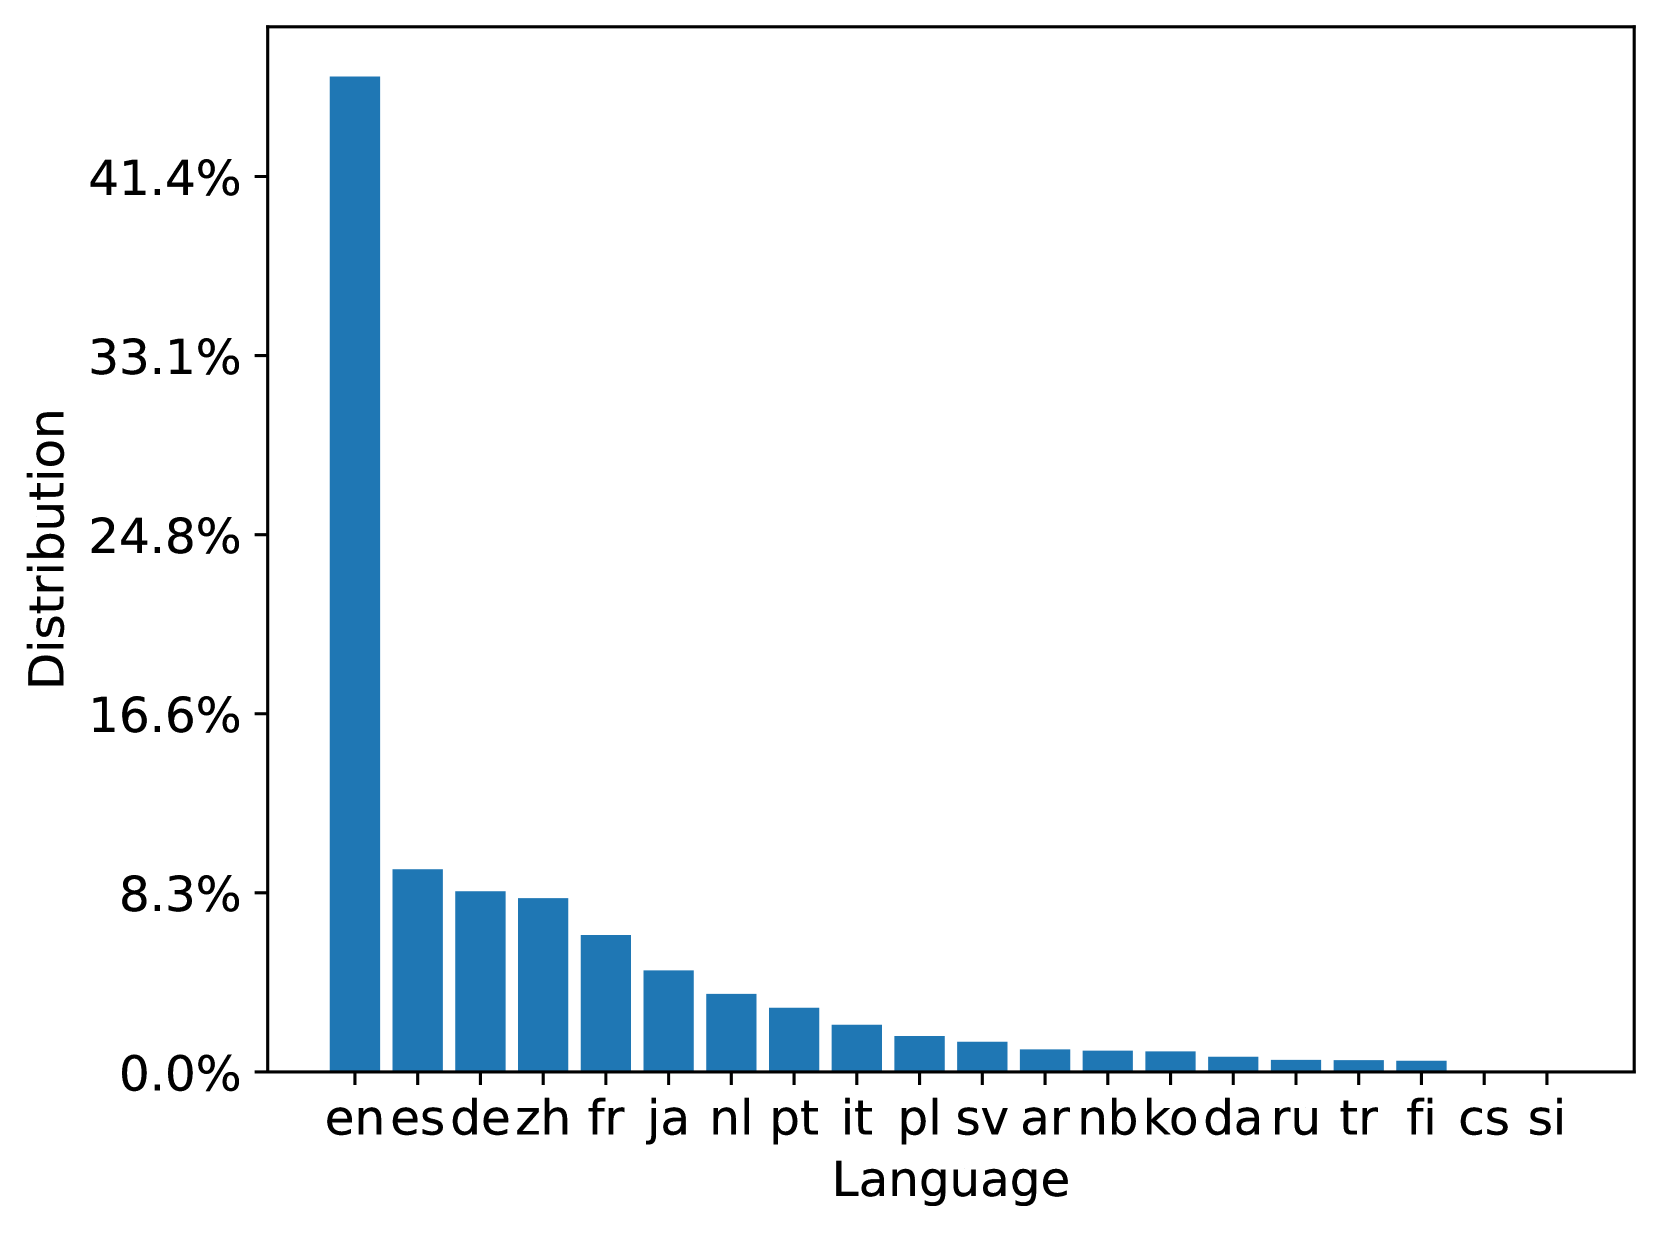 41.4%
33.1%
24.8%
16.6%
8.3%
0.0%
Distribution
en es de zh fr ja nl pt it pl sv ar nb ko da ru tr fi cs si
Language